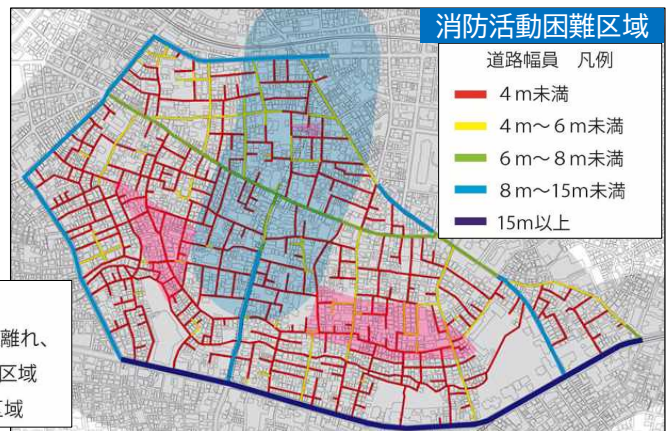 消防活動困難区域
道路幅員 凡例
4m未満
4m～6m未満
6m～8m未満
8m～15m未満
15m以上
離れ、
区域
区域